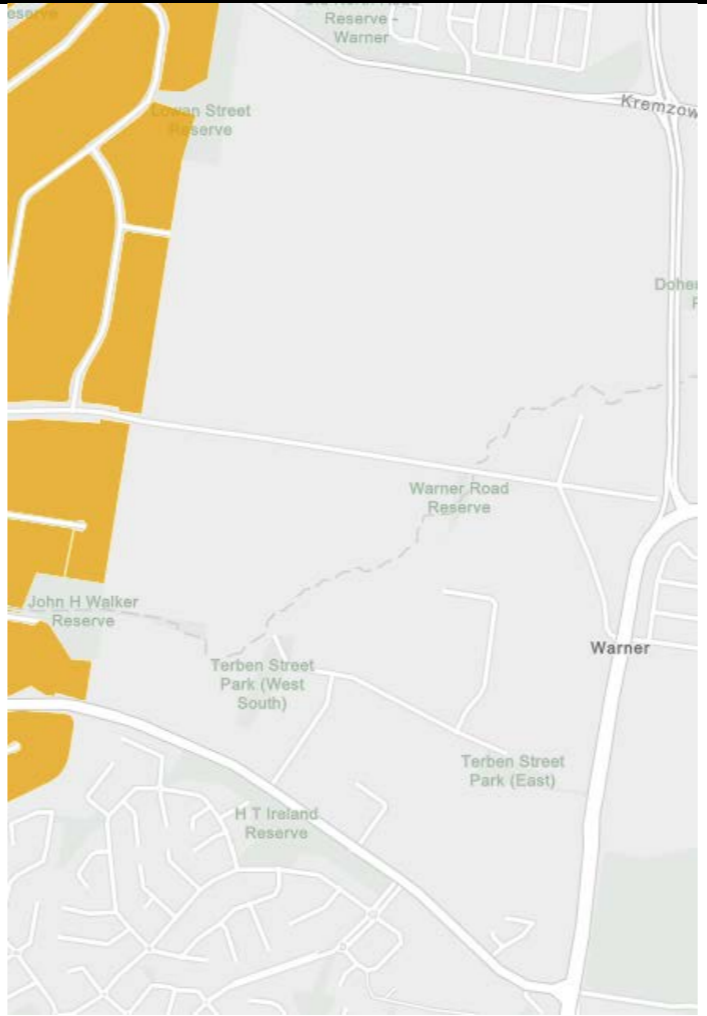 Reserve -
Warner
Kremzow
Lowan Street
Reserve
Warner Road
Reserve
John H Walker
Reserve
Warner
Terben Street
Park (West
South)
Terben Street
Park (East)
H T Ireland
Reserve